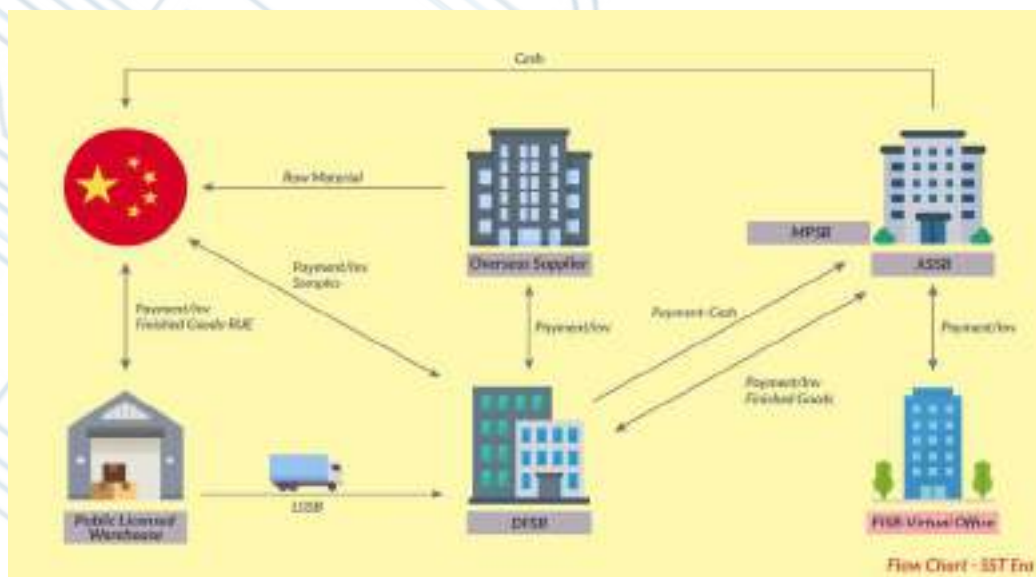 Cash
Raw Material
MPSB
Overseas Supplier
ASSB
Payment/Inv
Samples
Payment/Inv
Finished Goods-RUE
Payment/Inv
Payment-Cash
Payment/Inv
Payment/Inv
Finished Goods
Public Licensed
Warehouse
DFSB
Virtual Office
Flow Chart - SST